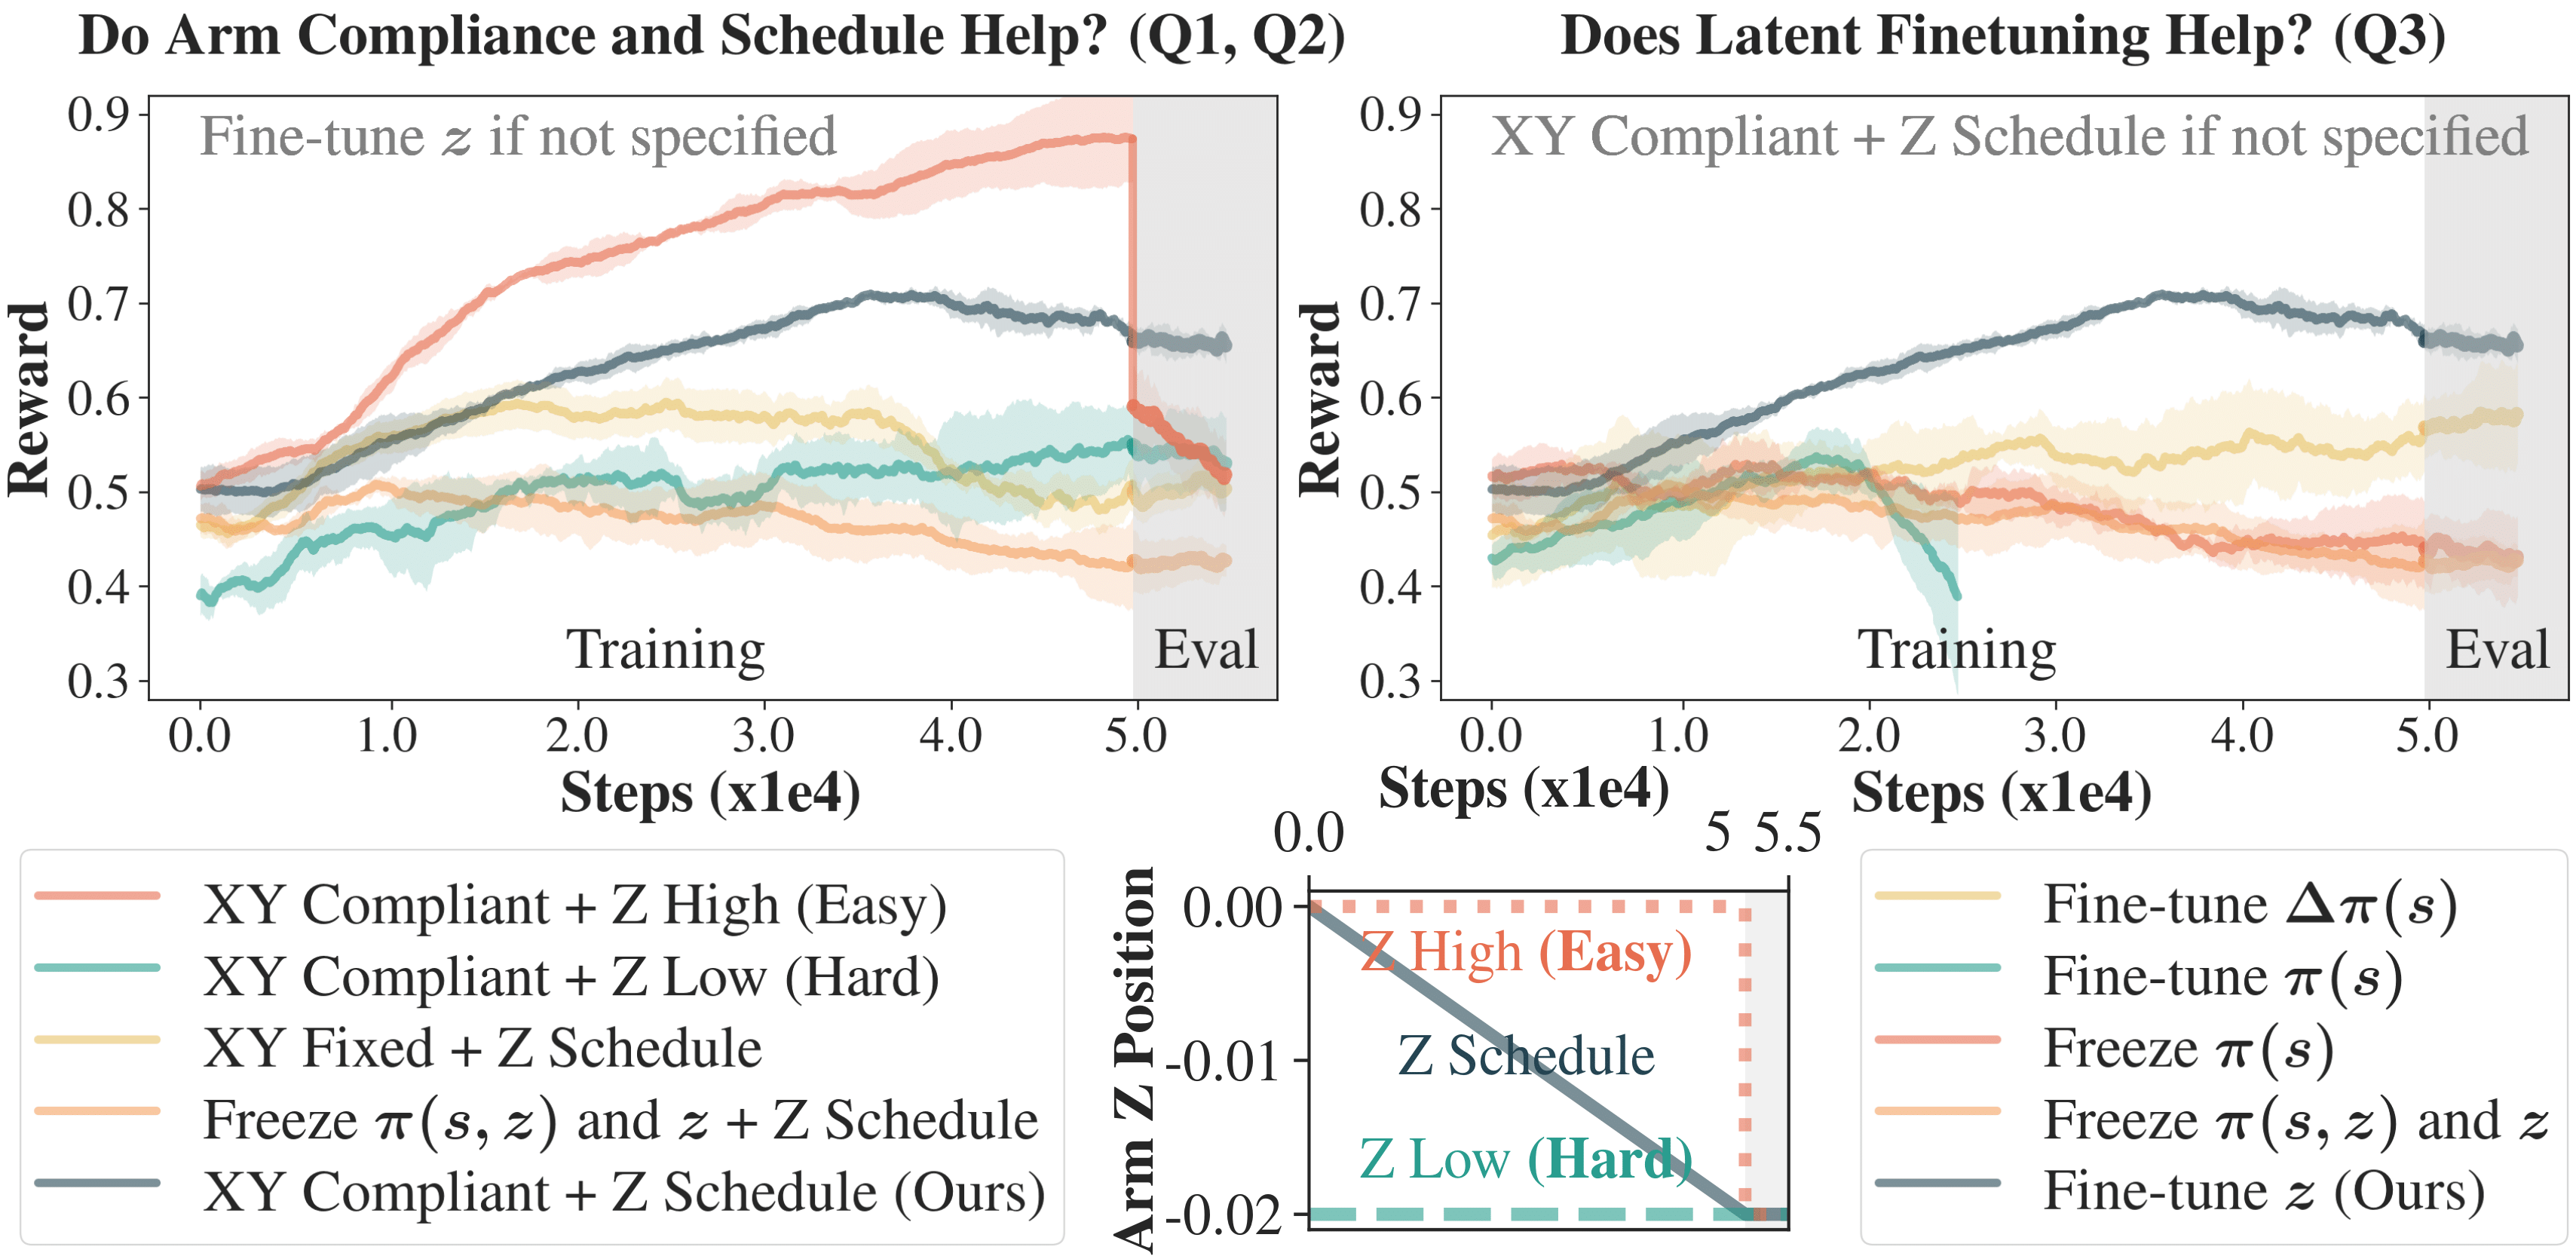 Do Arm Compliance and Schedule Help? (Q1, Q2)
Fine-tune z if not specified
Reward
0.9
0.8
0.7
0.6
0.5
0.4
0.3
Training
Eval
0.0 1.0 2.0 3.0 4.0 5.0
Steps (x1e4)
Does Latent Finetuning Help? (Q3)
XY Compliant + Z Schedule if not specified
Reward
0.9
0.8
0.7
0.6
0.5
0.4
0.3
Training
Eval
0.0 1.0 2.0 3.0 4.0 5.0
Steps (x1e4)
XY Compliant + Z High (Easy)
XY Compliant + Z Low (Hard)
XY Fixed + Z Schedule
Freeze π(s, z) and z + Z Schedule
XY Compliant + Z Schedule (Ours)
Steps (x1e4)
0.0 5 5.5
Arm Z Position
0.00
-0.01
-0.02
Z High (Easy)
Z Schedule
Z Low (Hard)
Fine-tune Δπ(s)
Fine-tune π(s)
Freeze π(s)
Freeze π(s, z) and z
Fine-tune z (Ours)